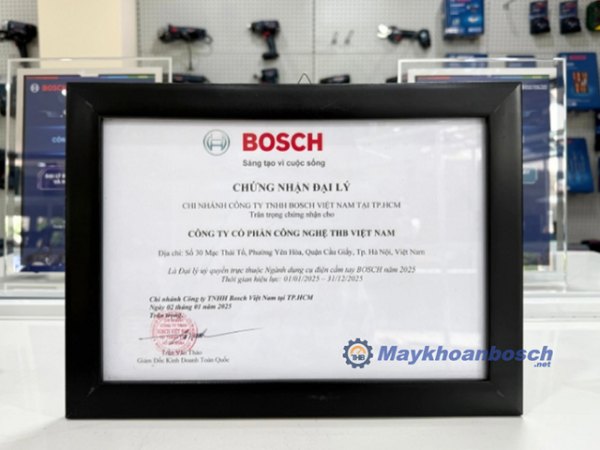 BOSCH
Sáng tạo vì cuộc sống
CHỨNG NHẬN ĐẠI LÝ
CHI NHÁNH CÔNG TY TNHH BOSCH VIỆT NAM TẠI TP.HCM
Trân trọng chứng nhận cho
CÔNG TY CỔ PHẦN CÔNG NGHỆ THB VIỆT NAM
Địa chỉ: Số 30 Mạc Thái Tổ, Phường Yên Hòa, Quận Cầu Giấy, Tp. Hà Nội, Việt Nam
Là Đại lý uỷ quyền trực thuộc Ngành dụng cụ điện cầm tay BOSCH năm 2025
Thời gian hiệu lực: 01/01/2025 – 31/12/2025
Chi nhánh Công ty TNHH Bosch Việt Nam tại TP.HCM
Ngày 02 tháng 01 năm 2025
Trân trọng
Giám Đốc Kinh Doanh Toàn Quốc
THB
Maykhoanbosch
.net
BOSCH